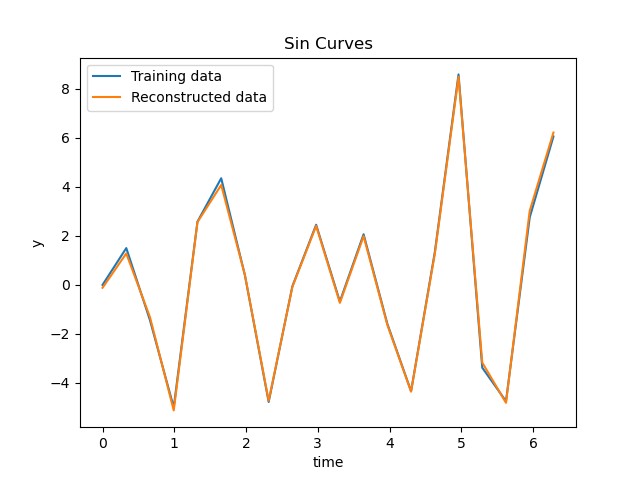 Sin Curves
Training data
Reconstructed data
8
6
4
2
0
−2
−4
y
0 1 2 3 4 5 6
time